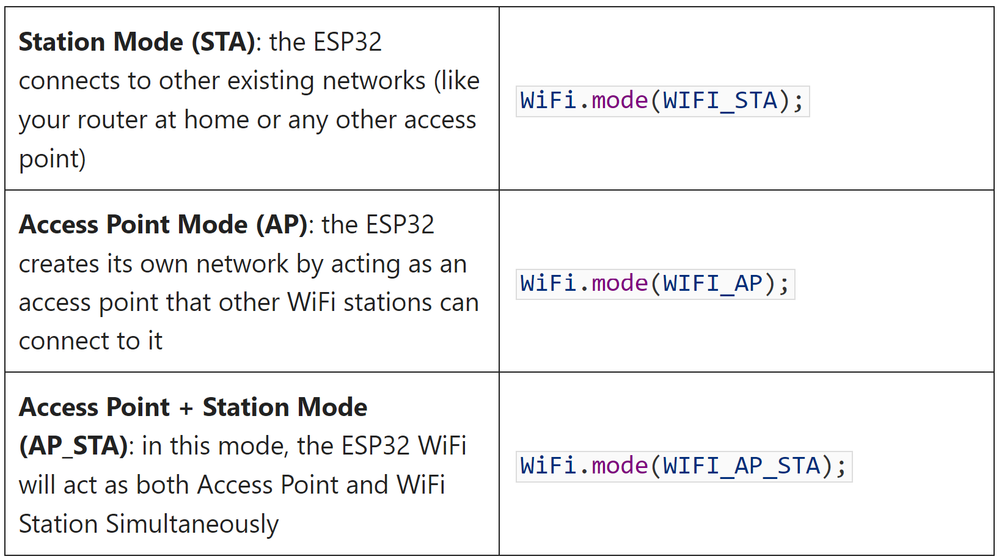 Station Mode (STA): the ESP32
connects to other existing networks (like
your router at home or any other access
point)
WiFi.mode(WIFI_STA);
Access Point Mode (AP): the ESP32
creates its own network by acting as an
access point that other WiFi stations can
connect to it
WiFi.mode(WIFI_AP);
Access Point + Station Mode
(AP_STA): in this mode, the ESP32 WiFi
will act as both Access Point and WiFi
Station Simultaneously
WiFi.mode(WIFI_AP_STA);